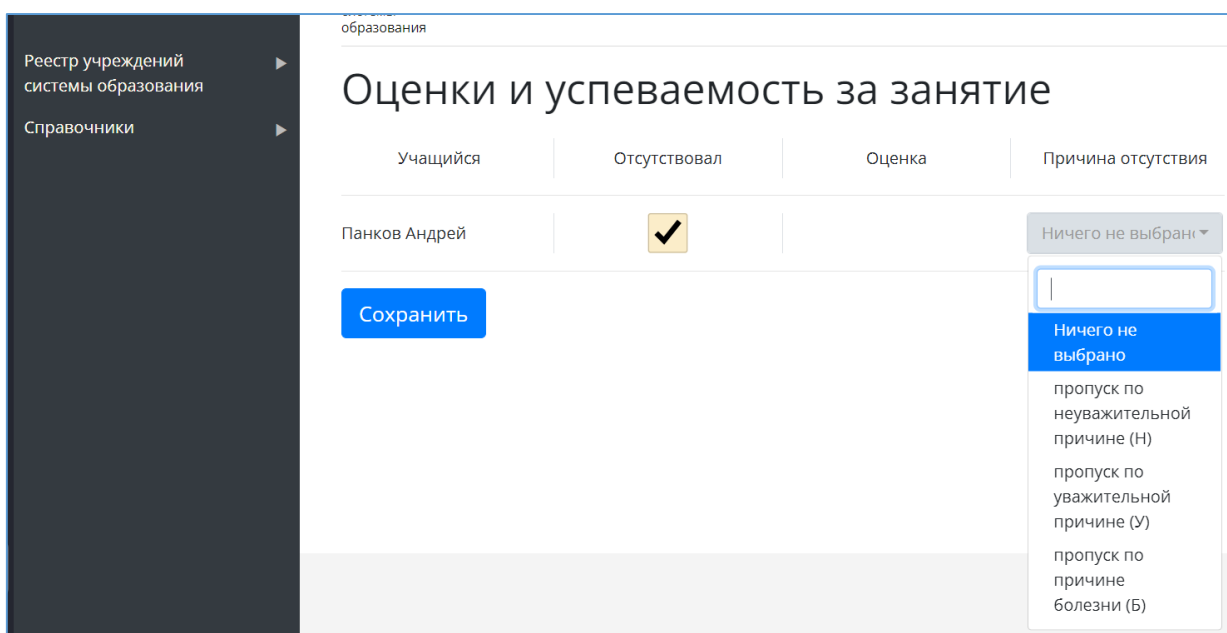 образования
Реестр учреждений
системы образования
Справочники
Оценки и успеваемость за занятие
Учащийся
Отсутствовал
Оценка
Причина отсутствия
Панков Андрей
Ничего не выбран
Сохранить
Ничего не
выбрано
пропуск по
неуважительной
причине (Н)
пропуск по
уважительной
причине (У)
пропуск по
причине
болезни (Б)